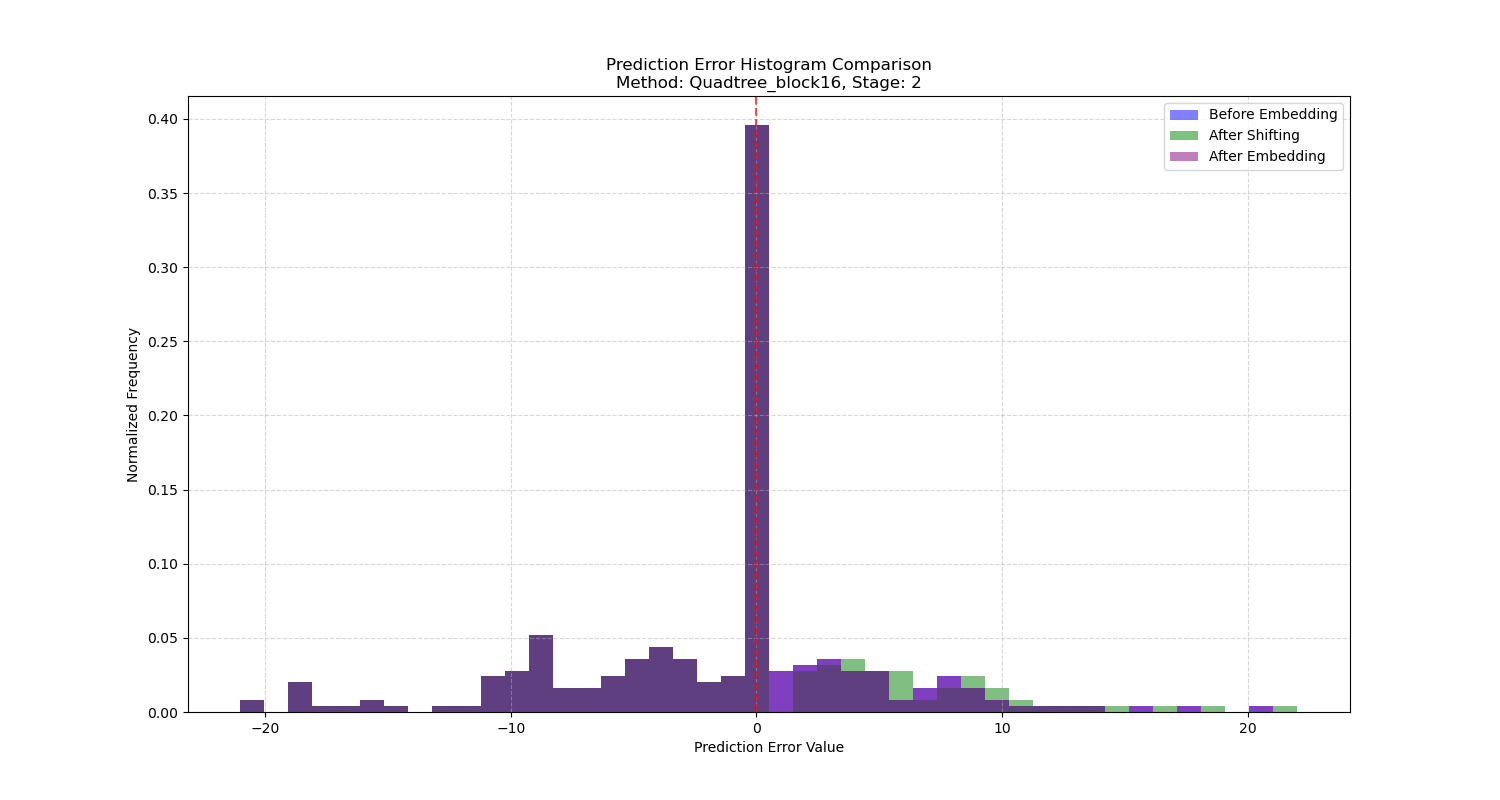 Prediction Error Histogram Comparison
Method: Quadtree_block16, Stage: 2
Before Embedding
After Shifting
After Embedding
Normalized Frequency
0.40
0.35
0.30
0.25
0.20
0.15
0.10
0.05
0.00
−20
−10
0
10
20
Prediction Error Value